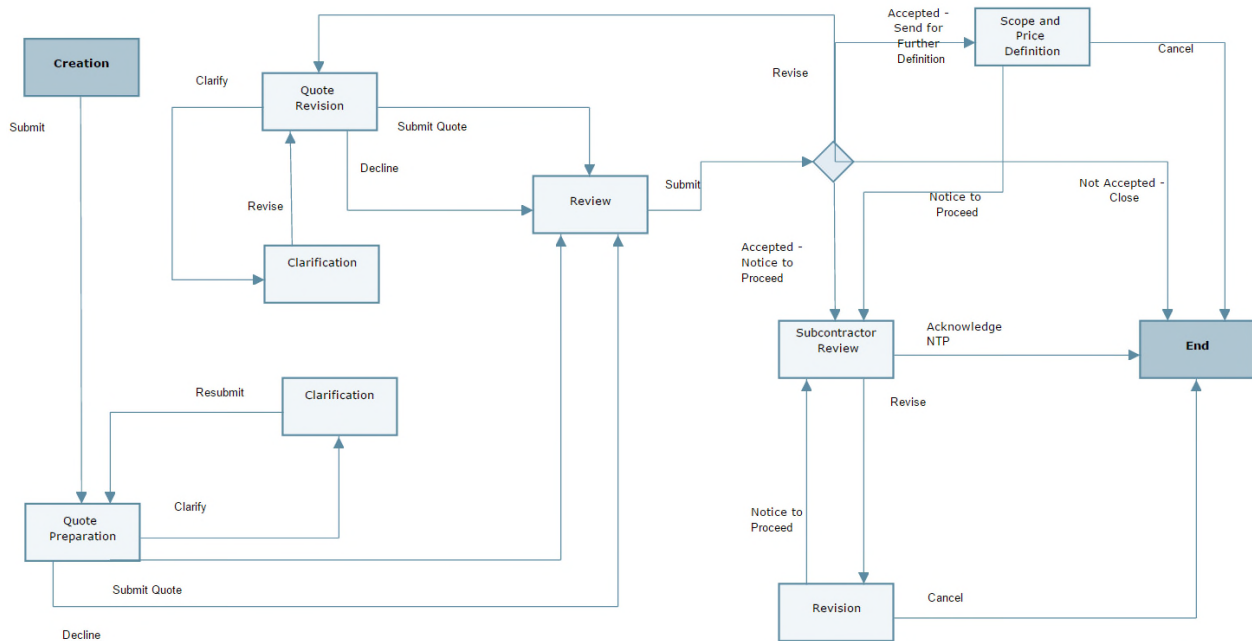 Creation
Submit
Clarify
Quote
Revision
Submit Quote
Decline
Revise
Clarification
Review
Submit
Revise
Accepted -
Send for
Further
Definition
Scope and
Price
Definition
Cancel
Not Accepted -
Close
Notice to
Proceed
Accepted -
Notice to
Proceed
Subcontractor
Review
Acknowledge
NTP
End
Revise
Resubmit
Clarification
Quote
Preparation
Clarify
Submit Quote
Decline
Notice to
Proceed
Revision
Cancel